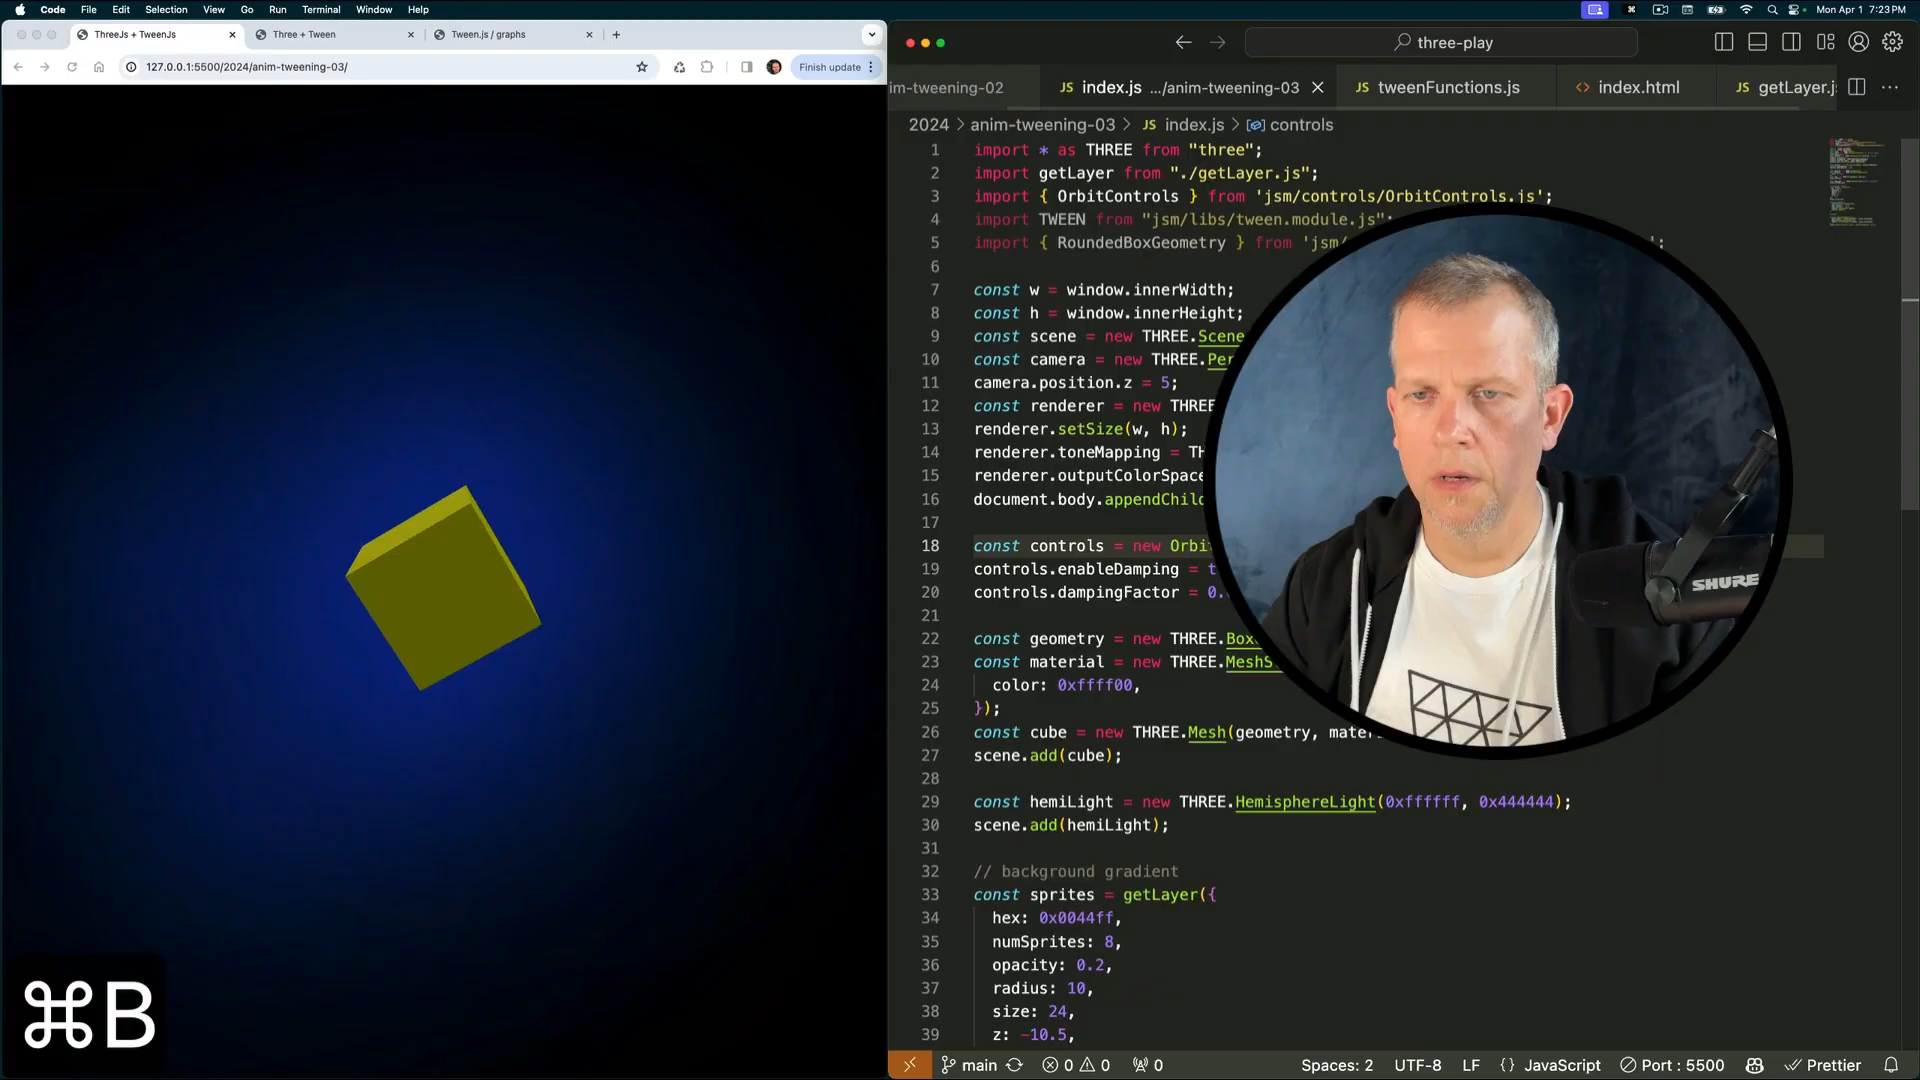 Code File Edit Selection View Go Run Terminal Window Help
Mon Apr 1 7:23PM
ThreeJs + TweenJs
Three + Tween
Tween.js / graphs
127.0.0.1:5500/2024/anim-tweening-03/
Finish update
three-play
im-tweening-02
JS index.js .../anim-tweening-03
JS tweenFunctions.js
index.html
JS getLayer.j
2024 > anim-tweening-03 > JS index.js > controls
1 import * as THREE from "three";
2 import getLayer from "./getLayer.js";
3 import { OrbitControls } from 'jsm/controls/OrbitControls.js';
4 import TWEEN from "jsm/libs/tween.module.js";
5 import { RoundedBoxGeometry } from 'jsm/ ;
6
7 const w = window.innerWidth;
8 const h = window.innerHeight;
9 const scene = new THREE.Scene
10 const camera = new THREE.Per
11 camera.position.z = 5;
12 const renderer = new THREE
13 renderer.setSize(w, h);
14 renderer.toneMapping = TH
15 renderer.outputColorSpace
16 document.body.appendChil
17
18 const controls = new Orbi
19 controls.enableDamping = t
20 controls.dampingFactor = 0.
21
22 const geometry = new THREE.Box
23 const material = new THREE.MeshS
24 color: 0xffff00,
25 });
26 const cube = new THREE.Mesh(geometry, mater
27 scene.add(cube);
28
29 const hemiLight = new THREE.HemisphereLight(0xffffff, 0x444444);
30 scene.add(hemiLight);
31
32 // background gradient
33 const sprites = getLayer({
34 hex: 0x0044ff,
35 numSprites: 8,
36 opacity: 0.2,
37 radius: 10,
38 size: 24,
39 z: -10.5,
SHURE
⌘B
main 0 0 0 Spaces: 2 UTF-8 LF {} JavaScript Port : 5500 Prettier